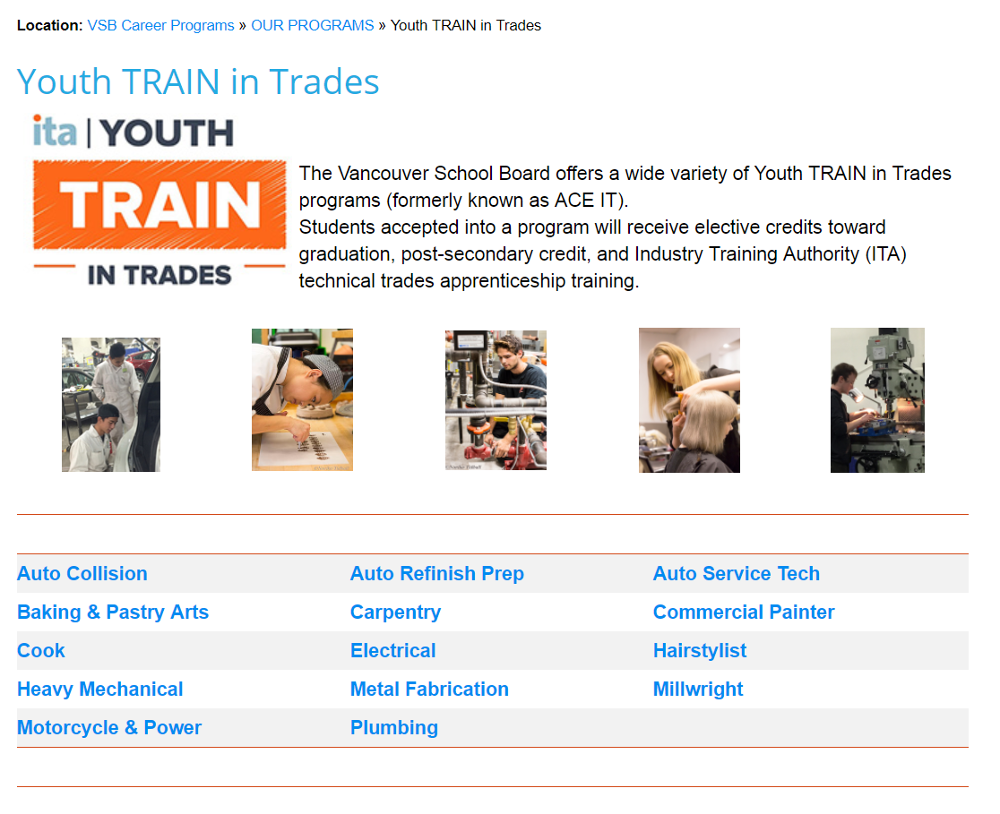 Location: VSB Career Programs » OUR PROGRAMS » Youth TRAIN in Trades
Youth TRAIN in Trades
ita | YOUTH
TRAIN
IN TRADES
The Vancouver School Board offers a wide variety of Youth TRAIN in Trades
programs (formerly known as ACE IT).
Students accepted into a program will receive elective credits toward
graduation, post-secondary credit, and Industry Training Authority (ITA)
technical trades apprenticeship training.
Auto Collision Auto Refinish Prep Auto Service Tech
Baking & Pastry Arts Carpentry Commercial Painter
Cook Electrical Hairstylist
Heavy Mechanical Metal Fabrication Millwright
Motorcycle & Power Plumbing